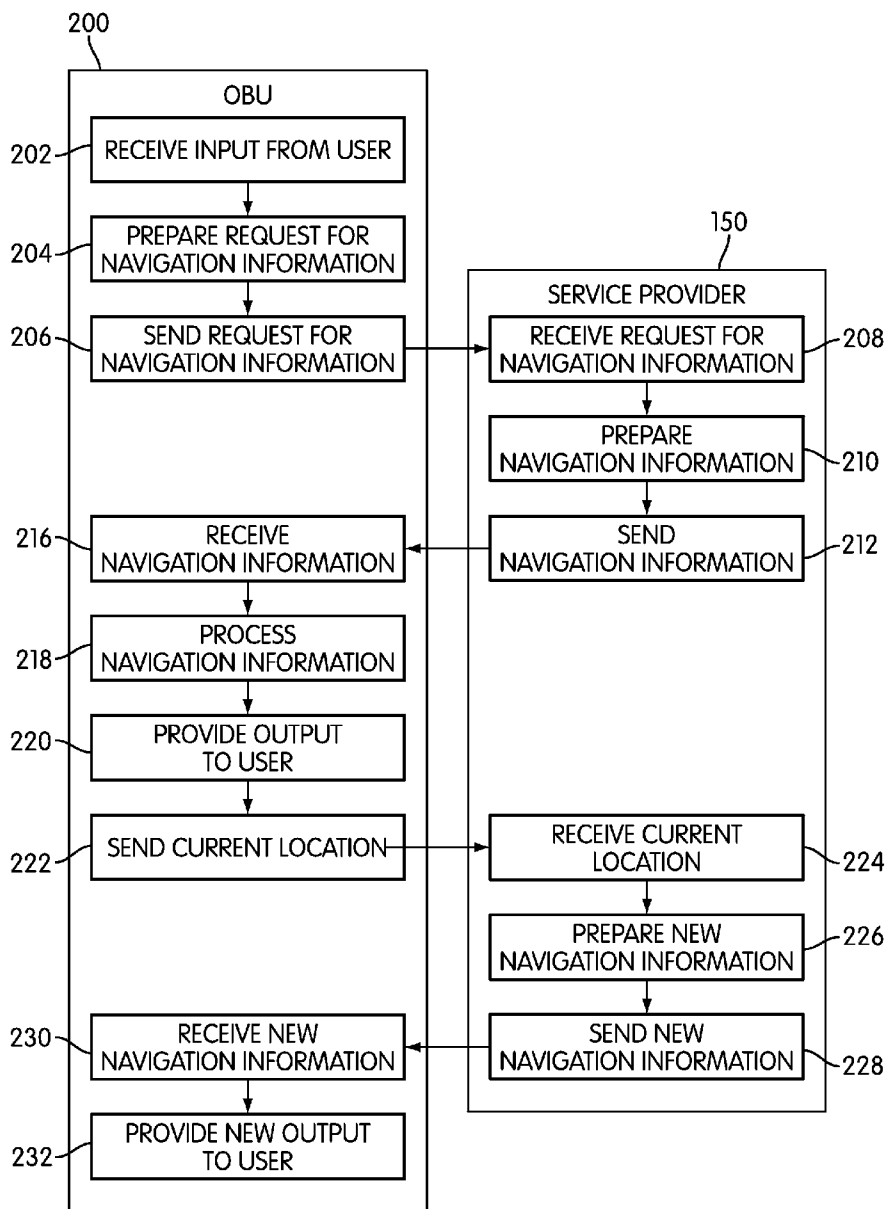 200
OBU
202
RECEIVE INPUT FROM USER
204
PREPARE REQUEST FOR
NAVIGATION INFORMATION
150
SERVICE PROVIDER
206
SEND REQUEST FOR
NAVIGATION INFORMATION
RECEIVE REQUEST FOR
NAVIGATION INFORMATION
208
PREPARE
NAVIGATION INFORMATION
210
SEND
NAVIGATION INFORMATION
212
216
RECEIVE
NAVIGATION INFORMATION
218
PROCESS
NAVIGATION INFORMATION
220
PROVIDE OUTPUT
TO USER
222
SEND CURRENT LOCATION
RECEIVE CURRENT
LOCATION
224
PREPARE NEW
NAVIGATION INFORMATION
226
SEND NEW
NAVIGATION INFORMATION
228
230
RECEIVE NEW
NAVIGATION INFORMATION
232
PROVIDE NEW OUTPUT
TO USER